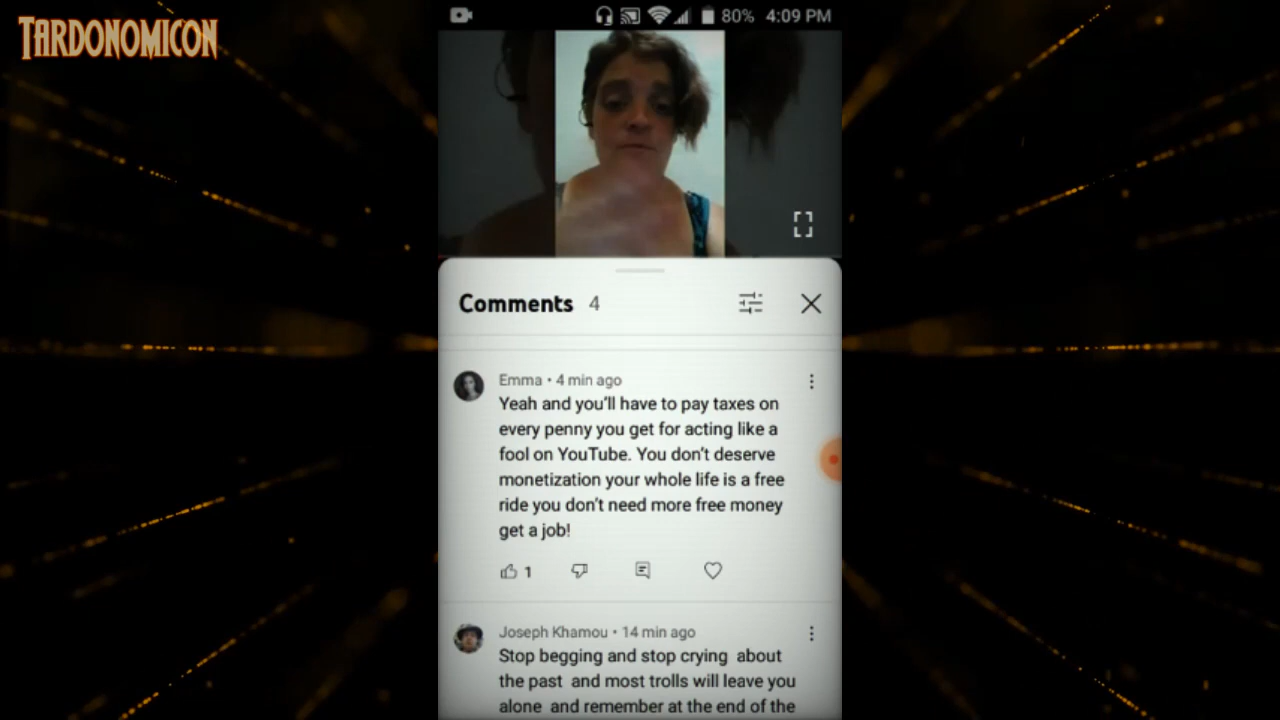 TARDONOMICON
80% 4:09 PM
Comments 4
Emma • 4 min ago
Yeah and you'll have to pay taxes on
every penny you get for acting like a
fool on YouTube. You don't deserve
monetization your whole life is a free
ride you don't need more free money
get a job!
1
Joseph Khamou • 14 min ago
Stop begging and stop crying about
the past and most trolls will leave you
alone and remember at the end of the